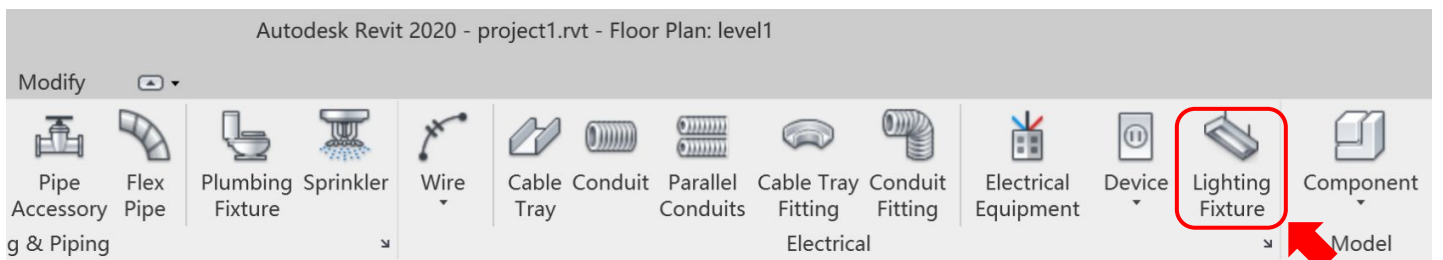 Autodesk Revit 2020 - project1.rvt - Floor Plan: level1
Modify
Pipe Accessory
Flex Pipe
Plumbing Fixture
Sprinkler
Wire
Cable Tray
Conduit
Parallel Conduits
Cable Tray Fitting
Conduit Fitting
Electrical Equipment
Device
Lighting Fixture
Component
g & Piping
Electrical
Model